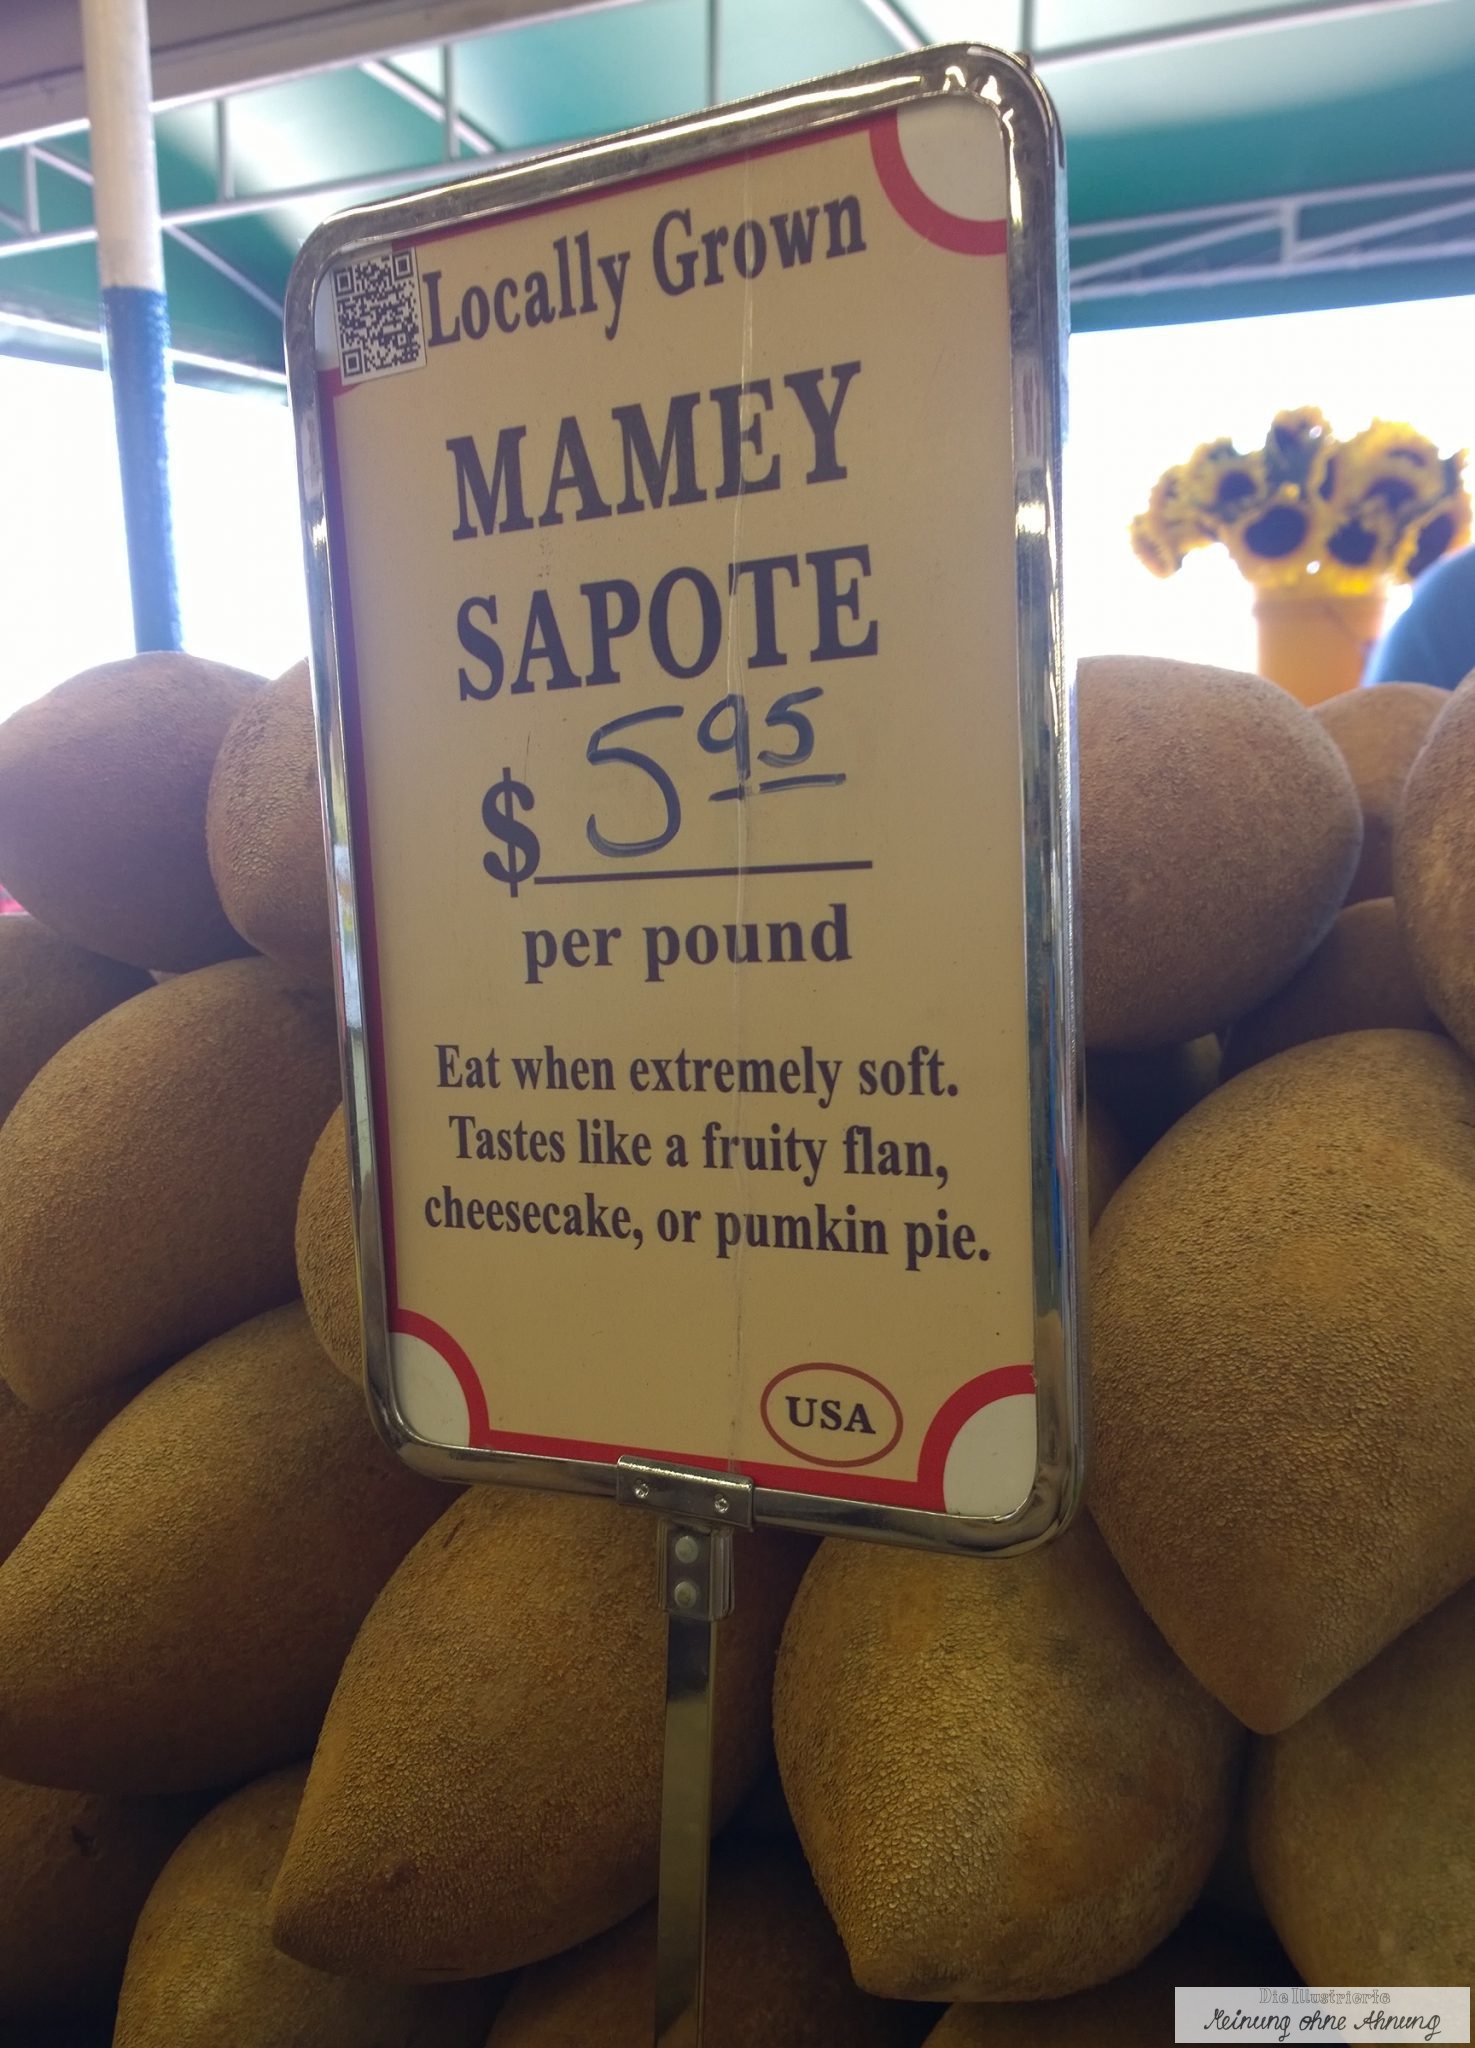 Locally Grown
MAMEY
SAPOTE
$ 5 95
per pound
Eat when extremely soft.
Tastes like a fruity flan,
cheesecake, or pumkin pie.
USA
Die Illustrierte
Meinung ohne Ahnung